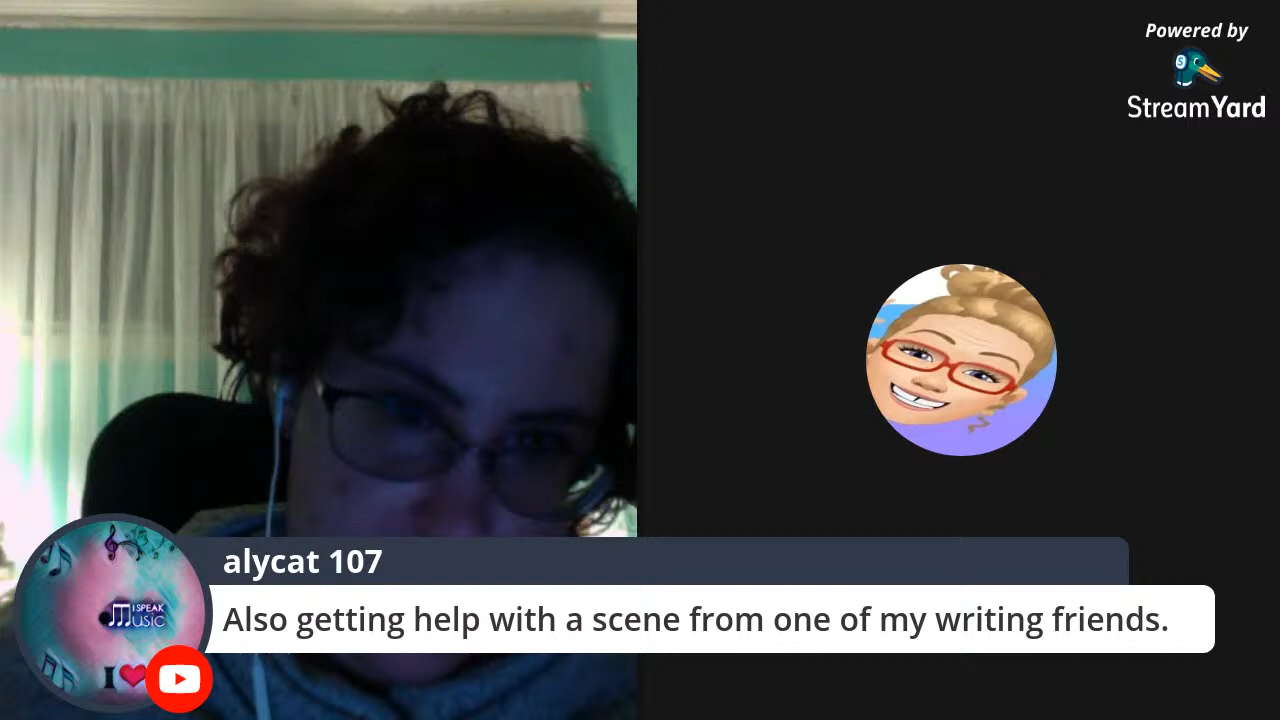 Powered by
S
StreamYard
alycat 107
Also getting help with a scene from one of my writing friends.
I SPEAK
MUSIC
I